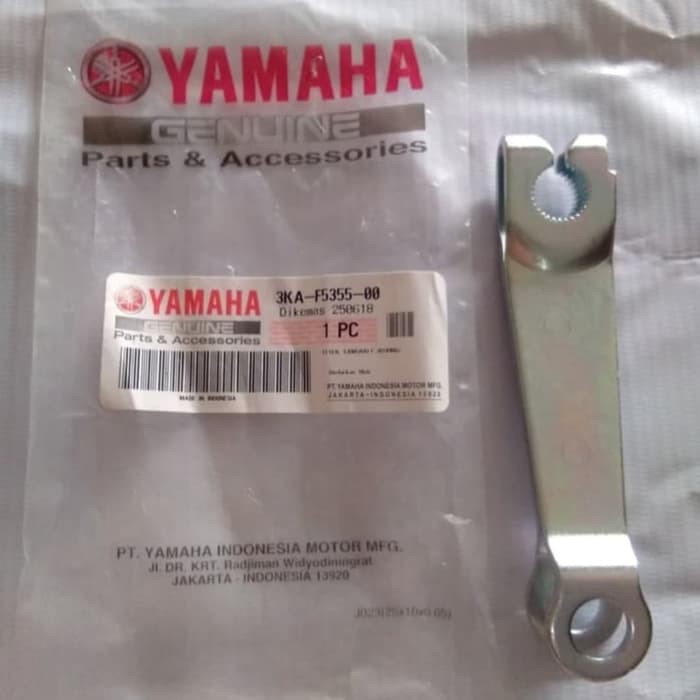 YAMAHA
GENUINE
Parts & Accessories
YAMAHA
GENUINE
Parts & Accessories
3KA-F5355-00
Dikemas 250618
1 PC
PT. YAMAHA INDONESIA MOTOR MFG.
JAKARTA-INDONESIA 13920
MADE IN INDONESIA
PT. YAMAHA INDONESIA MOTOR MFG.
Jl. DR. KRT. Radjiman Widyodiningrat
JAKARTA - INDONESIA 13920